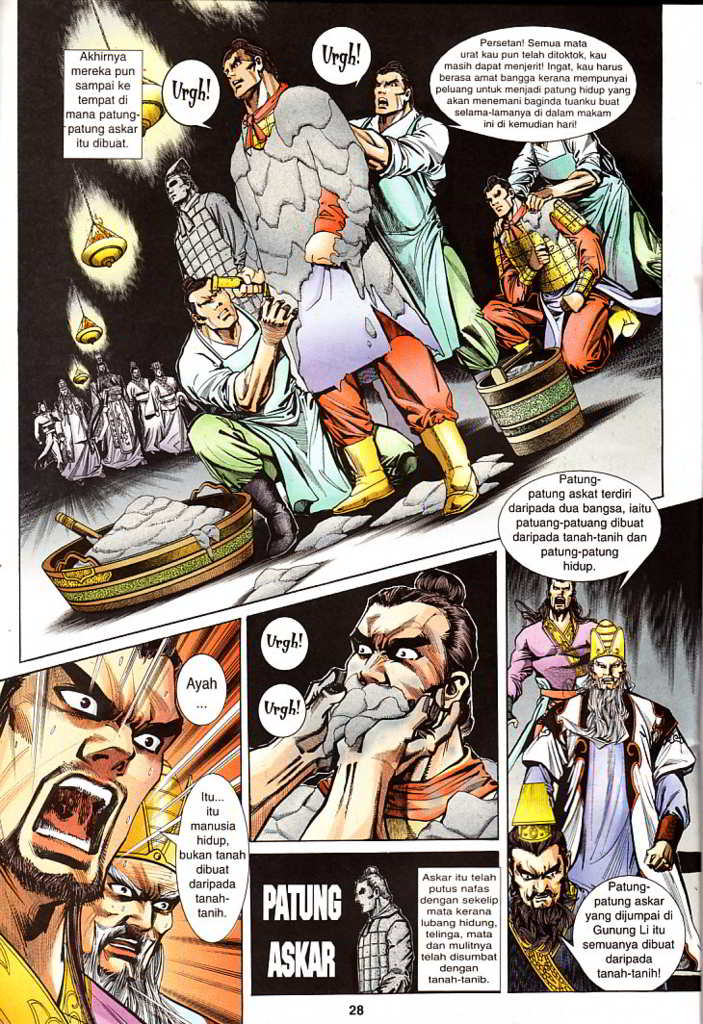 Akhirnya
mereka pun
sampai ke
tempat di
mana patung-
patung askar
itu dibuat.
Urgh!
Urgh!
Persetan! Semua mata
urat kau pun telah ditoktok, kau
masih dapat menjerit! Ingat, kau harus
berasa amat bangga kerana mempunyai
peluang untuk menjadi patung hidup yang
akan menemani baginda tuanku buat
selama-lamanya di dalam makam
ini di kemudian hari!
Patung-
patung askat terdiri
daripada dua bangsa, iaitu
patuang-patuang dibuat
daripada tanah-tanih dan
patung-patung
hidup.
Ayah
...
Itu...
itu
manusia
hidup,
bukan tanah
dibuat
daripada
tanah-
tanih.
Urgh!
Urgh!
PATUNG
ASKAR
Askar itu telah
putus nafas
dengan sekelip
mata kerana
lubang hidung,
telinga, mata
dan mulitnya
telah disumbat
dengan
tanah-tanib.
Patung-
patung askar
yang dijumpai di
Gunung Li itu
semuanya dibuat
daripada
tanah-tanih!
28